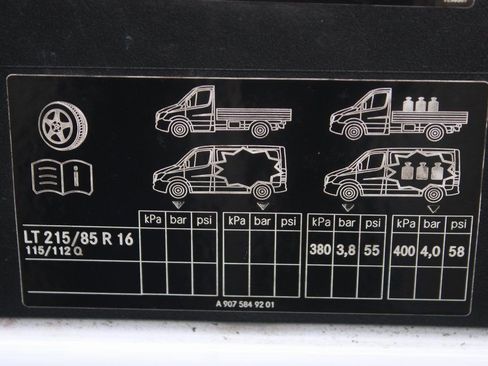 kPa bar psi kPa bar psi kPa bar psi kPa bar psi
LT 215/85 R 16 380 3,8 55 400 4,0 58
115/112 Q
A 907 584 92 01